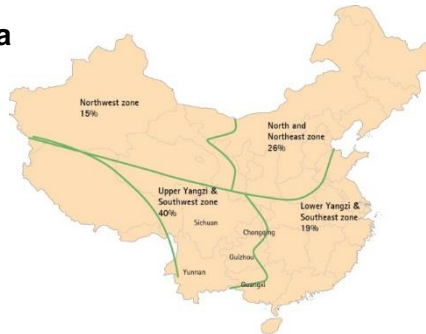 a
Northwest zone
15%
North and
Northeast zone
26%
Upper Yangzi &
Southwest zone
40%
Lower Yangzi &
Southeast zone
19%
Sichuan
Chongqing
Guizhou
Yunnan
Guangxi